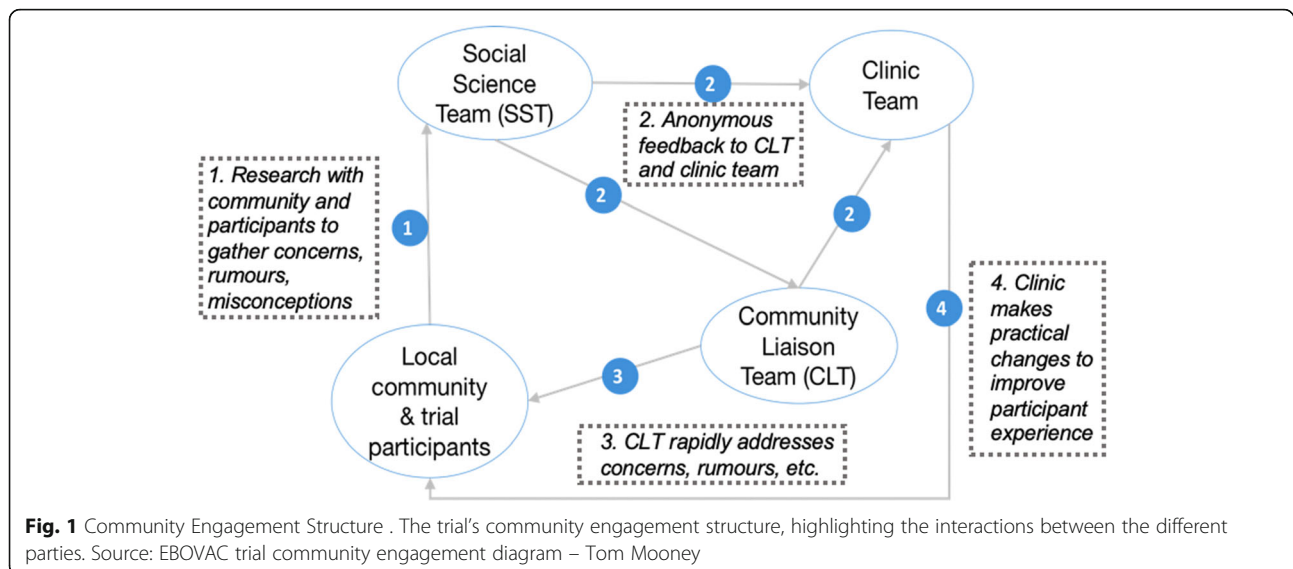 Social
Science
Team (SST)
2
Clinic
Team
2. Anonymous
feedback to CLT
and clinic team
1. Research with
community and
participants to
gather concerns,
rumours,
misconceptions
1
2
2
4. Clinic
makes
practical
changes to
improve
participant
experience
4
Community
Liaison
Team (CLT)
3
Local
community
& trial
participants
3. CLT rapidly addresses
concerns, rumours, etc.
Fig. 1 Community Engagement Structure . The trial's community engagement structure, highlighting the interactions between the different
parties. Source: EBOVAC trial community engagement diagram – Tom Mooney